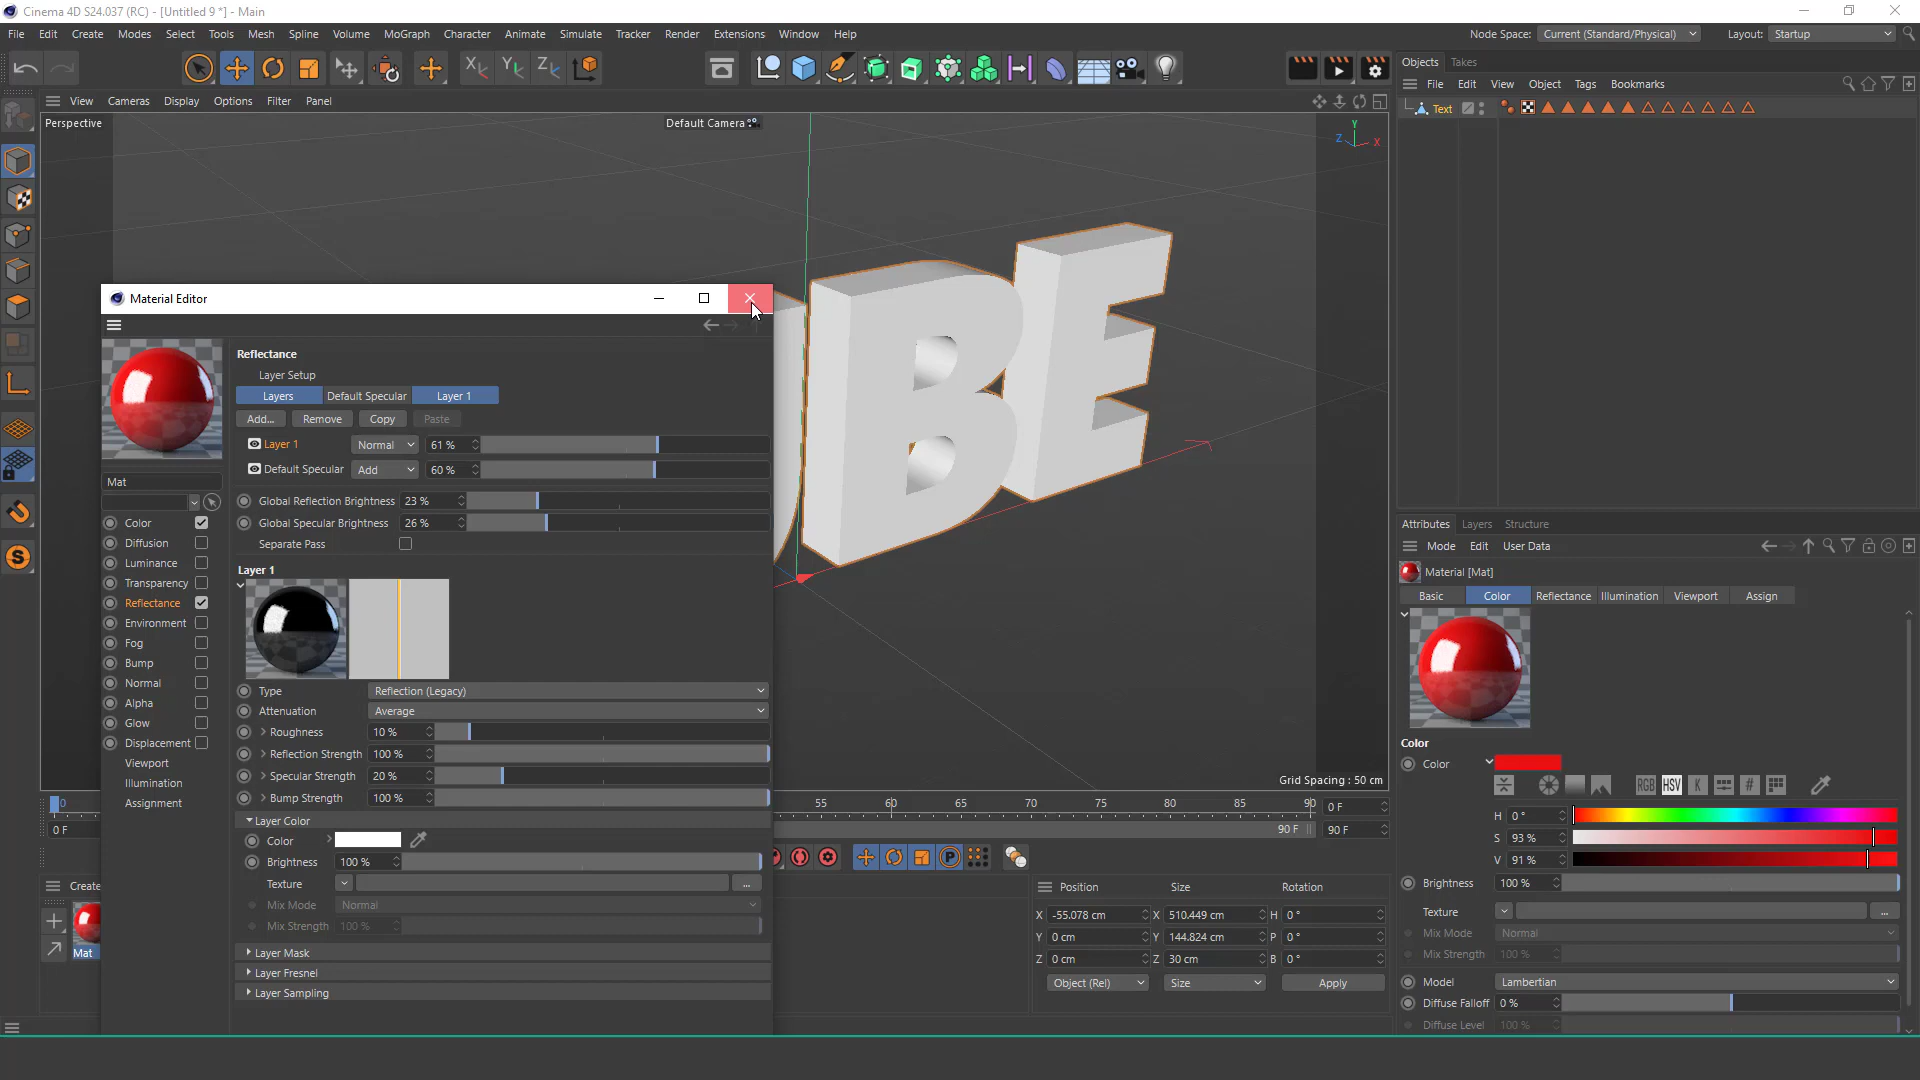 Cinema 4D S24.037 (RC) - [Untitled 9 *] - Main
File Edit Create Modes Select Tools Mesh Spline Volume MoGraph Character Animate Simulate Tracker Render Extensions Window Help
Node Space: Current (Standard/Physical) Layout: Startup
X Y Z
Objects Takes
File Edit View Object Tags Bookmarks
Text
View Cameras Display Options Filter Panel
Perspective
Default Camera
Y
Z X
BE
Material Editor
Reflectance
Layer Setup
Layers Default Specular Layer 1
Add... Remove Copy Paste
Layer 1 Normal 61 %
Default Specular Add 60 %
Mat
Global Reflection Brightness 23 %
Global Specular Brightness 26 %
Separate Pass
Color
Diffusion
Luminance
Transparency
Reflectance
Environment
Fog
Bump
Normal
Alpha
Glow
Displacement
Viewport
Illumination
Assignment
Layer 1
Type Reflection (Legacy)
Attenuation Average
Roughness 10 %
Reflection Strength 100 %
Specular Strength 20 %
Bump Strength 100 %
Layer Color
Color
Brightness 100 %
Texture ...
Mix Mode Normal
Mix Strength 100 %
Layer Mask
Layer Fresnel
Layer Sampling
Grid Spacing : 50 cm
0 55 60 65 70 75 80 85 90 0 F
0 F 90 F 90 F
Create
Mat
Position Size Rotation
X -55.078 cm X 510.449 cm H 0 °
Y 0 cm Y 144.824 cm P 0 °
Z 0 cm Z 30 cm B 0 °
Object (Rel) Size Apply
Attributes Layers Structure
Mode Edit User Data
Material [Mat]
Basic Color Reflectance Illumination Viewport Assign
Color
Color
RGB HSV K #
H 0 °
S 93 %
V 91 %
Brightness 100 %
Texture ...
Mix Mode Normal
Mix Strength 100 %
Model Lambertian
Diffuse Falloff 0 %
Diffuse Level 100 %